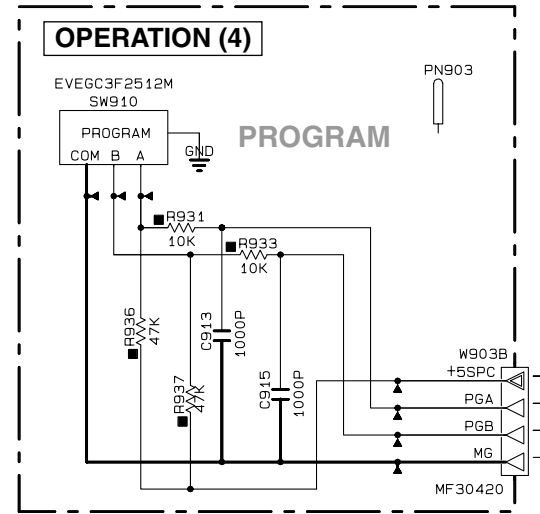 OPERATION (4)
EVEGC3F2512M
SW910
PROGRAM
COM B A
GND
PROGRAM
PN903
R931
10K
R933
10K
R936
47K
R937
47K
C913
1000P
C915
1000P
W903B
+5SPC
PGA
PGB
MG
MF30420